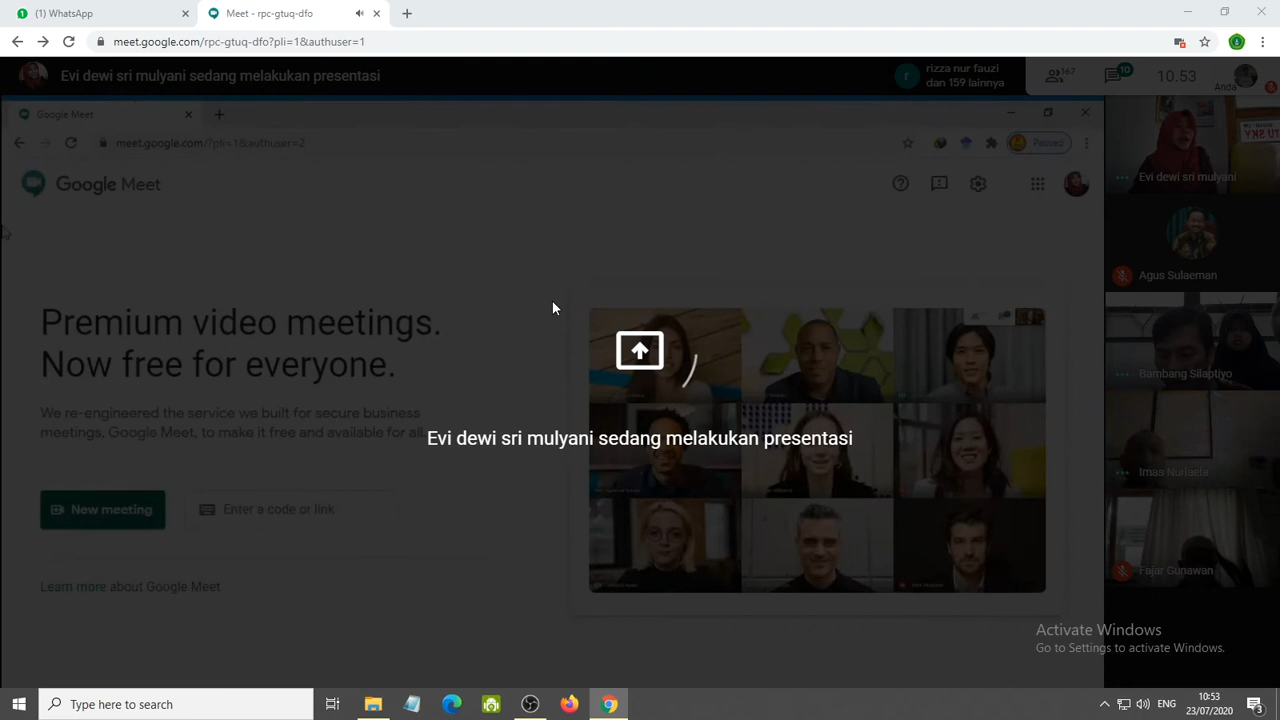 (1) WhatsApp
Meet - rpc-gtuq-dfo
meet.google.com/rpc-gtuq-dfo?pli=1&authuser=1
Evi dewi sri mulyani sedang melakukan presentasi
r
rizza nur fauzi
dan 159 lainnya
167
10
10.53
Anda
Google Meet
meet.google.com/?pli=1&authuser=2
Paused
Google Meet
Evi dewi sri mulyani
Agus Sulaeman
Premium video meetings.
Now free for everyone.
Bambang Silaptiyo
We re-engineered the service we built for secure business
meetings, Google Meet, to make it free and available for all.
Evi dewi sri mulyani sedang melakukan presentasi
Imas Nurlaela
New meeting
Enter a code or link
Fajar Gunawan
Learn more about Google Meet
Activate Windows
Go to Settings to activate Windows.
Type here to search
ENG
10:53
23/07/2020
3